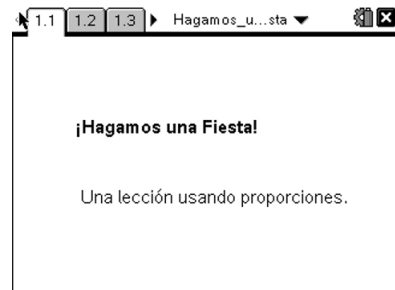 1.1 1.2 1.3 Hagamos_u...sta
¡Hagamos una Fiesta!
Una lección usando proporciones.